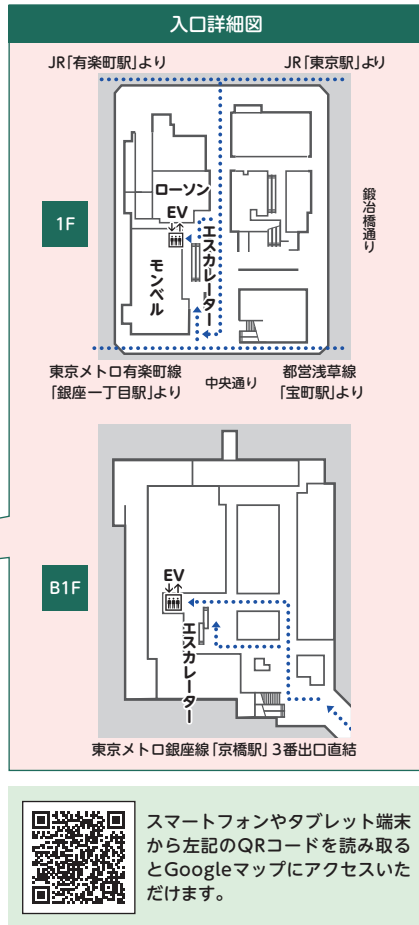 入口詳細図
JR「有楽町駅」より
JR「東京駅」より
1F
ローソン
EV
エスカレーター
モンベル
鍛冶橋通り
東京メトロ有楽町線
「銀座一丁目駅」より
中央通り
都営浅草線
「宝町駅」より
B1F
EV
エスカレーター
東京メトロ銀座線「京橋駅」3番出口直結
スマートフォンやタブレット端末
から左記のQRコードを読み取る
とGoogleマップにアクセスいた
だけます。